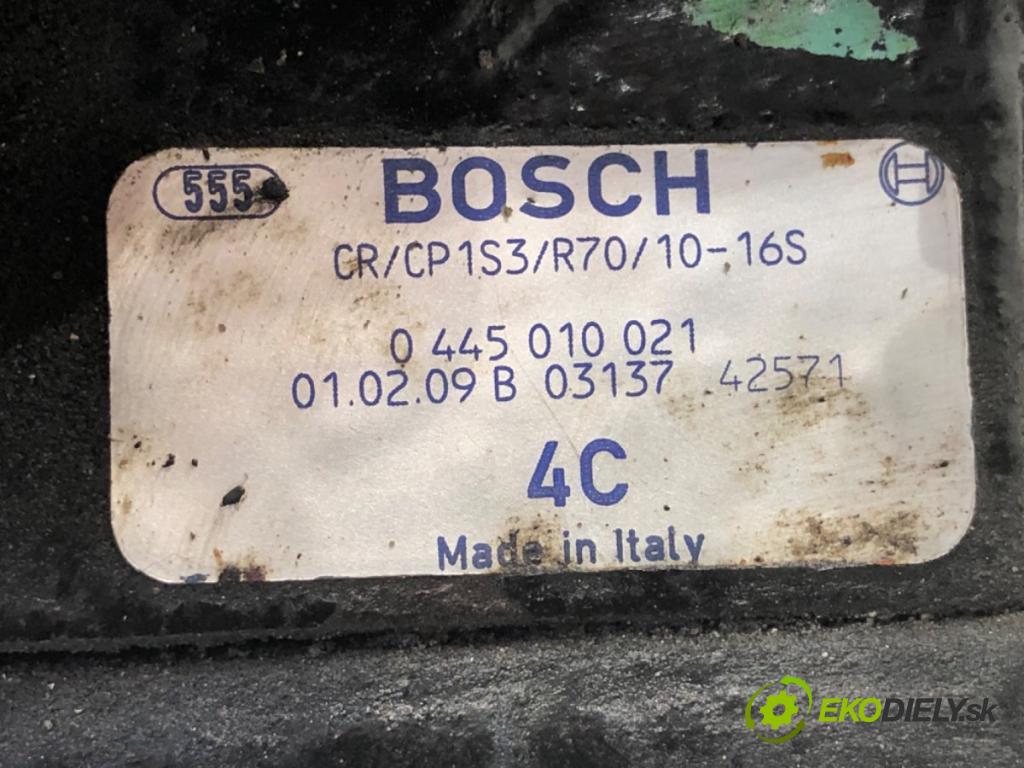 555 BOSCH
CR/CP1S3/R70/10-16S
0 445 010 021
01.02.09 B 03137 42571
4C
Made in Italy
EKODIELY.sk